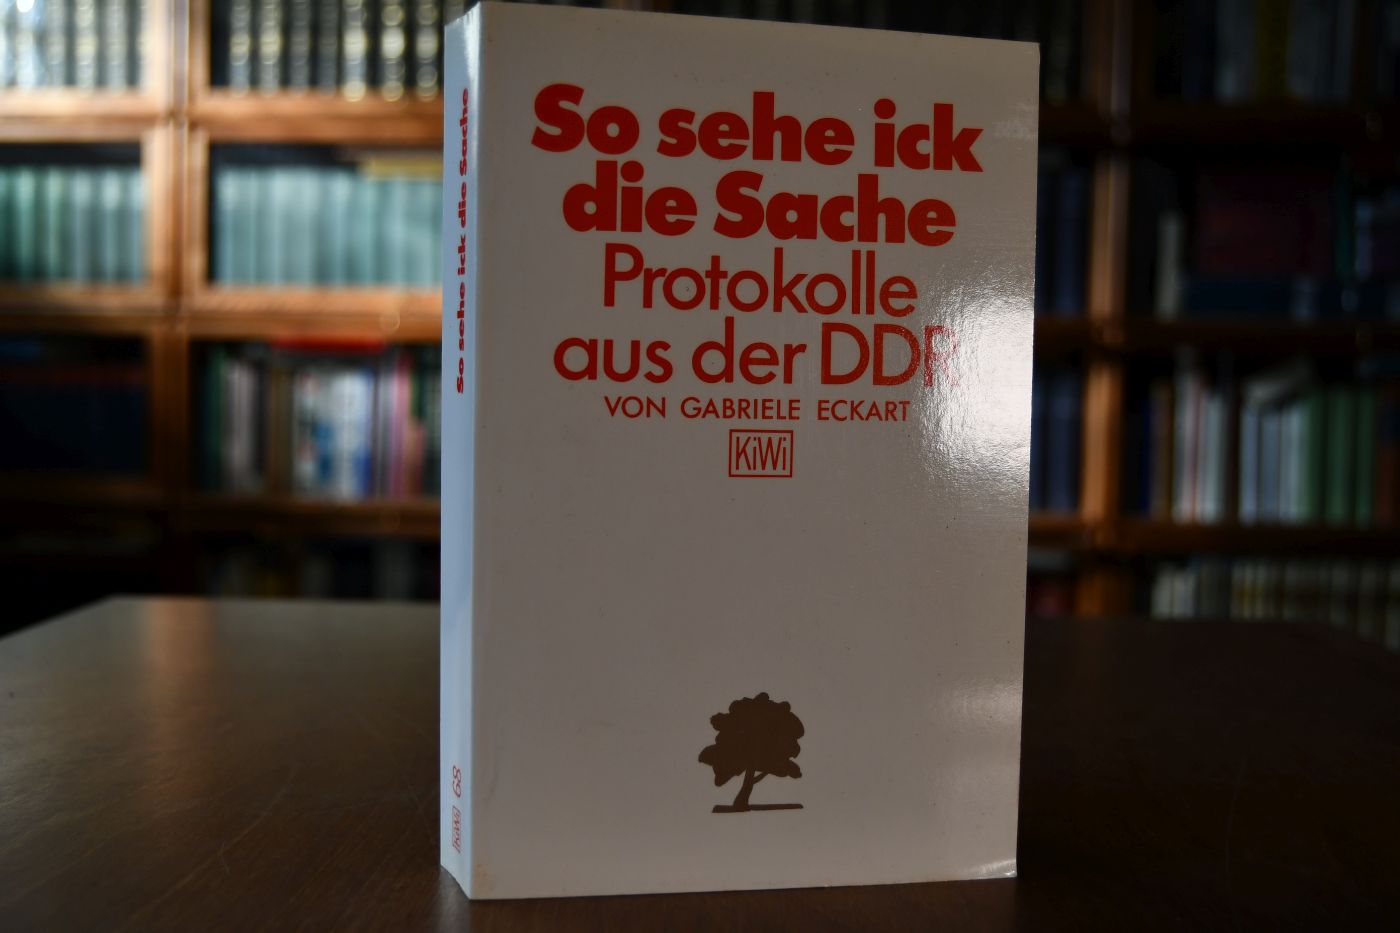 So sehe ick
die Sache
Protokolle
aus der DDR
VON GABRIELE ECKART
KiWi
So sehe ick die Sache
KiWi 68